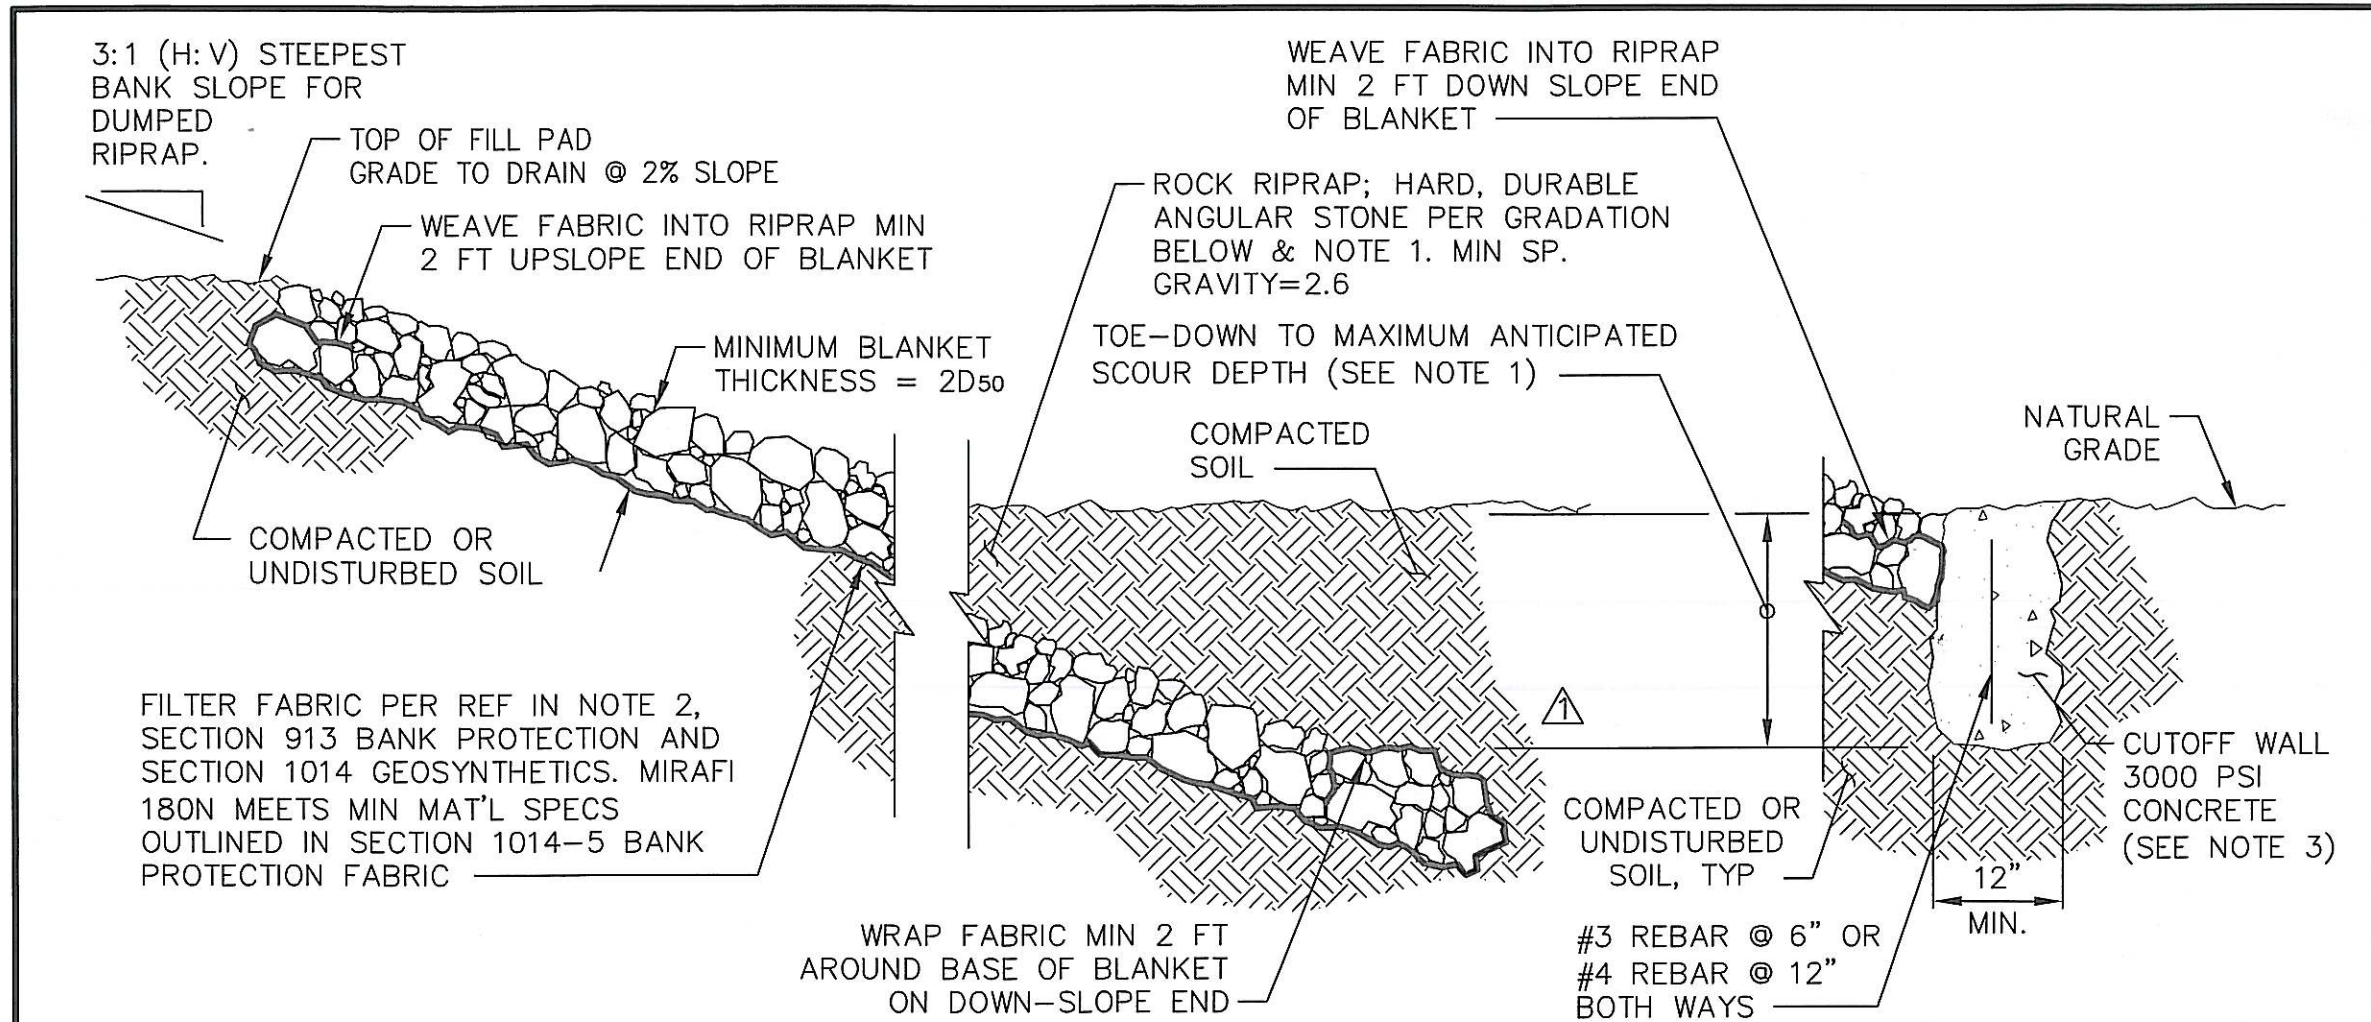 3:1 (H:V) STEEPEST
BANK SLOPE FOR
DUMPED
RIPRAP.
TOP OF FILL PAD
GRADE TO DRAIN @ 2% SLOPE
WEAVE FABRIC INTO RIPRAP MIN
2 FT UPSLOPE END OF BLANKET
MINIMUM BLANKET
THICKNESS = 2D50
COMPACTED OR
UNDISTURBED SOIL
FILTER FABRIC PER REF IN NOTE 2,
SECTION 913 BANK PROTECTION AND
SECTION 1014 GEOSYNTHETICS. MIRAFI
180N MEETS MIN MAT'L SPECS
OUTLINED IN SECTION 1014-5 BANK
PROTECTION FABRIC
WEAVE FABRIC INTO RIPRAP
MIN 2 FT DOWN SLOPE END
OF BLANKET
ROCK RIPRAP; HARD, DURABLE
ANGULAR STONE PER GRADATION
BELOW & NOTE 1. MIN SP.
GRAVITY=2.6
TOE-DOWN TO MAXIMUM ANTICIPATED
SCOUR DEPTH (SEE NOTE 1)
COMPACTED
SOIL
NATURAL
GRADE
1
WRAP FABRIC MIN 2 FT
AROUND BASE OF BLANKET
ON DOWN-SLOPE END
COMPACTED OR
UNDISTURBED
SOIL, TYP
CUTOFF WALL
3000 PSI
CONCRETE
(SEE NOTE 3)
12"
MIN.
#3 REBAR @ 6" OR
#4 REBAR @ 12"
BOTH WAYS